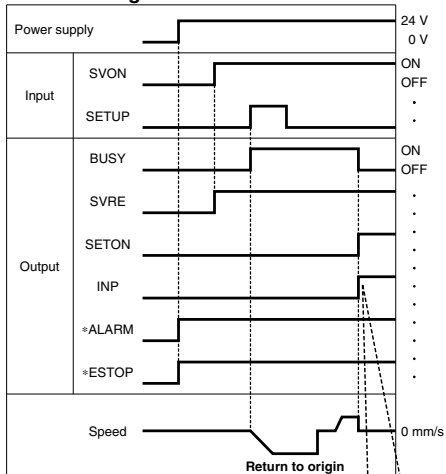 Power supply
24 V
0 V
Input
SVON
ON
OFF
SETUP
Output
BUSY
ON
OFF
SVRE
SETON
INP
*ALARM
*ESTOP
Speed
0 mm/s
Return to origin